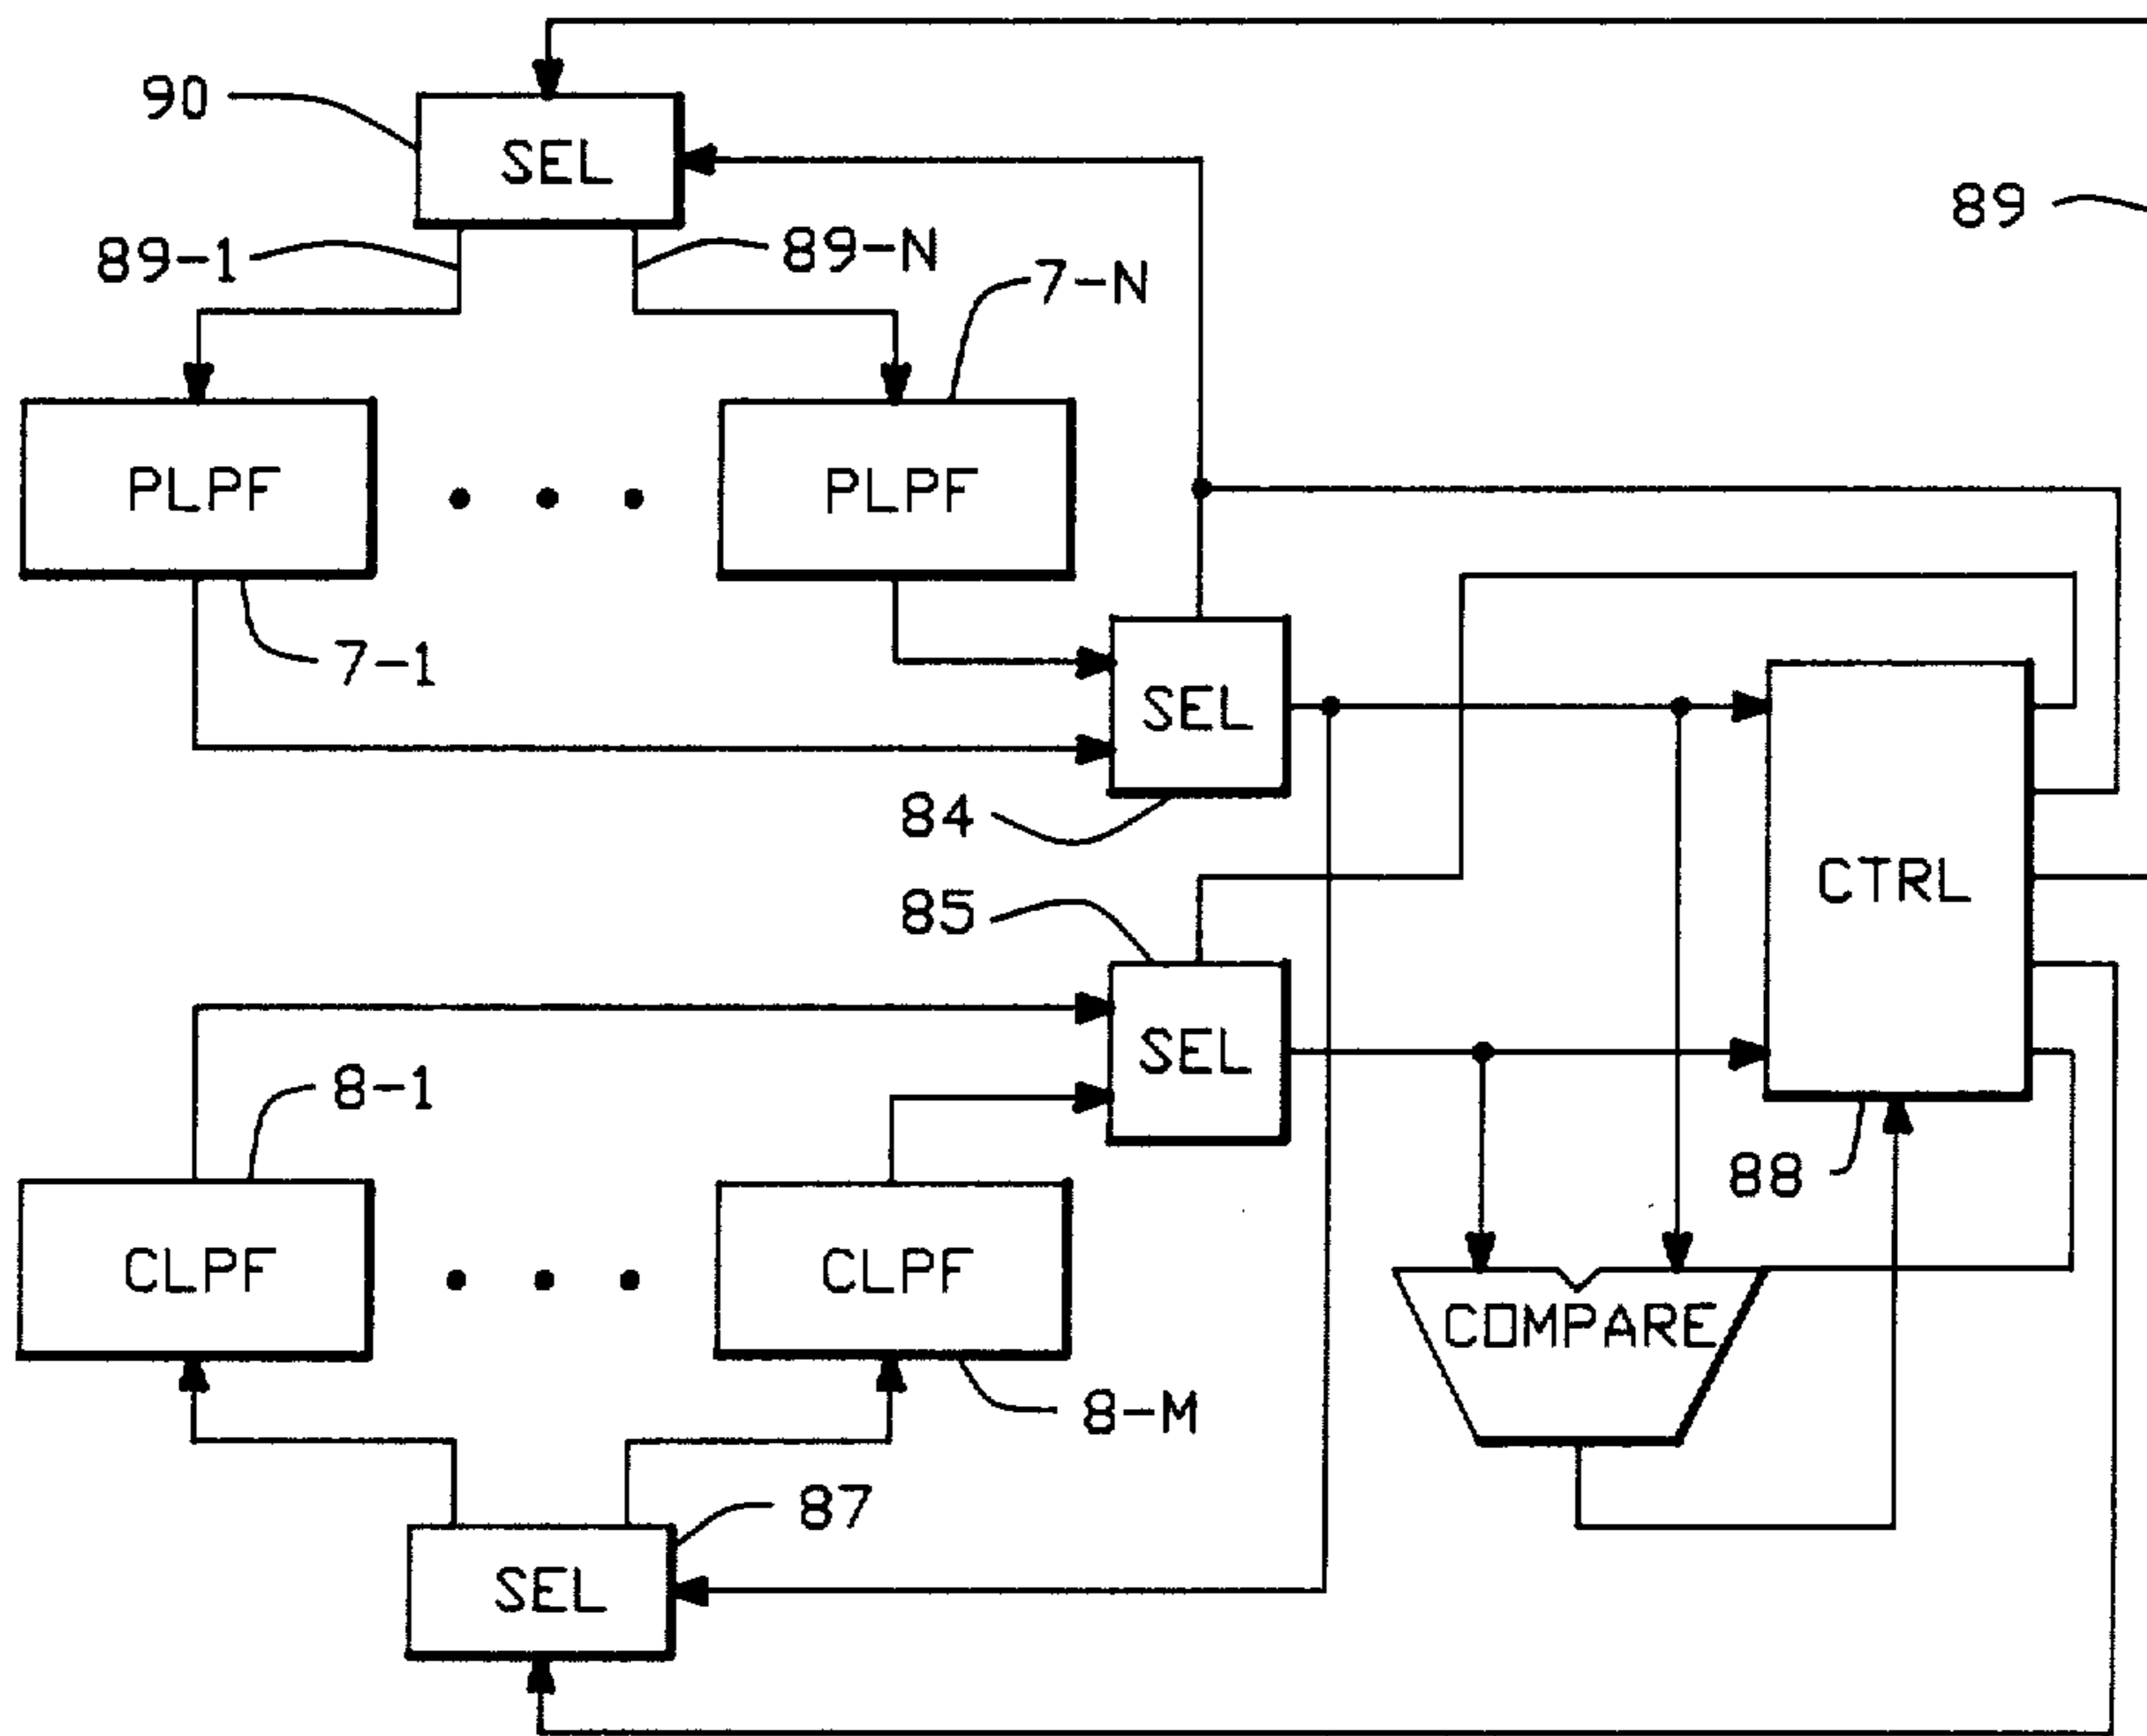 90
SEL
89
89-1
89-N
7-N
PLPF
PLPF
7-1
SEL
84
CTRL
85
SEL
8-1
88
CLPF
CLPF
COMPARE
8-M
87
SEL